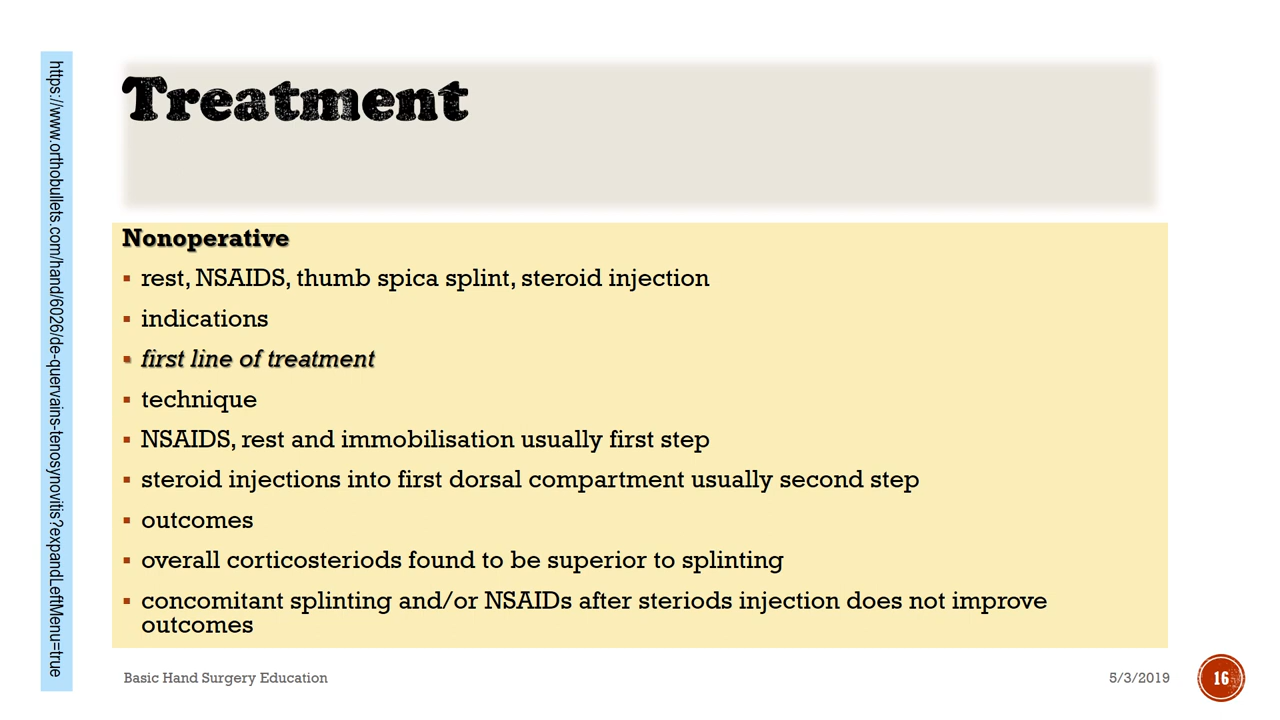 https://www.orthobullets.com/hand/6026/de-quervains-tenosynovitis?expandLeftMenu=true
Treatment
Nonoperative
▪ rest, NSAIDS, thumb spica splint, steroid injection
▪ indications
▪ first line of treatment
▪ technique
▪ NSAIDS, rest and immobilisation usually first step
▪ steroid injections into first dorsal compartment usually second step
▪ outcomes
▪ overall corticosteriods found to be superior to splinting
▪ concomitant splinting and/or NSAIDs after steriods injection does not improve
outcomes
Basic Hand Surgery Education
5/3/2019
16